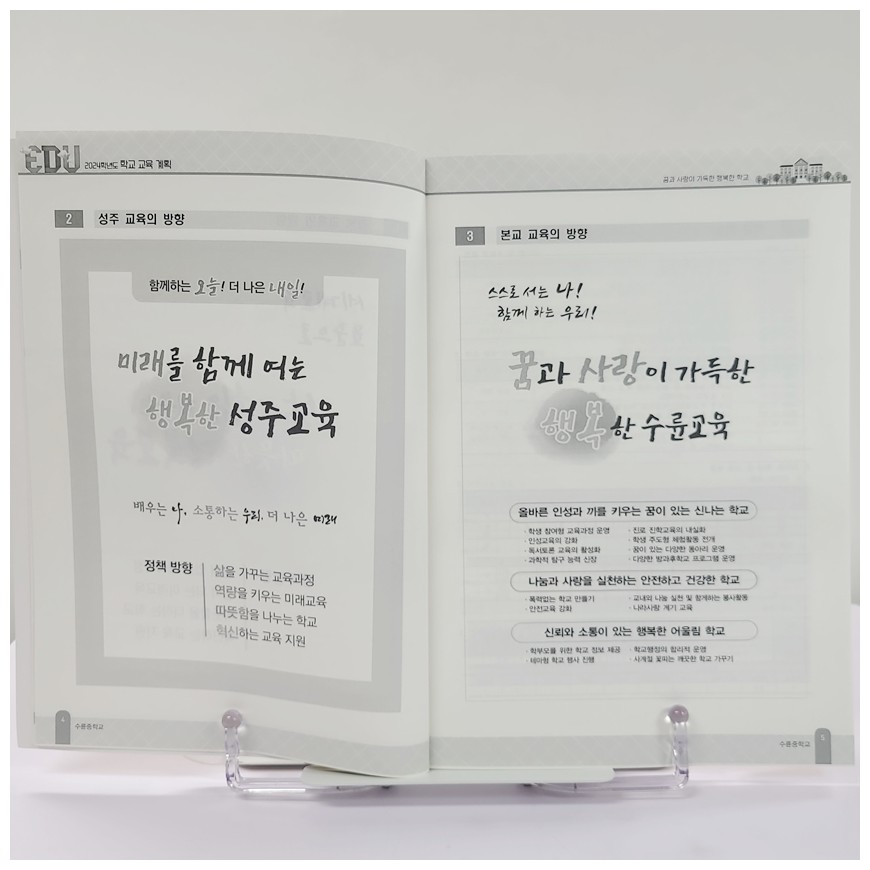 EDU 2024학년도 학교 교육 계획
2 성주 교육의 방향
함께하는 오늘! 더 나은 내일!
미래를 함께 여는
행복한 성주교육
배우는 나, 소통하는 우리, 더 나은 미래
정책 방향
삶을 가꾸는 교육과정
역량을 키우는 미래교육
따뜻함을 나누는 학교
혁신하는 교육 지원
4 수륜중학교
꿈과 사랑이 가득한 행복한 학교
3 본교 교육의 방향
스스로 서는 나!
함께 하는 우리!
꿈과 사랑이 가득한
행복한 수륜교육
올바른 인성과 끼를 키우는 꿈이 있는 신나는 학교
· 학생 참여형 교육과정 운영 · 진로 진학교육의 내실화
· 인성교육의 강화 · 학생 주도형 체험활동 전개
· 독서토론 교육의 활성화 · 꿈이 있는 다양한 동아리 운영
· 과학적 탐구 능력 신장 · 다양한 방과후학교 프로그램 운영
나눔과 사랑을 실천하는 안전하고 건강한 학교
· 폭력없는 학교 만들기 · 교내외 나눔 실천 및 함께하는 봉사활동
· 안전교육 강화 · 나라사랑 계기 교육
신뢰와 소통이 있는 행복한 어울림 학교
· 학부모를 위한 학교 정보 제공 · 학교행정의 합리적 운영
· 테마형 학교 행사 진행 · 사계절 꽃피는 깨끗한 학교 가꾸기
수륜중학교 5